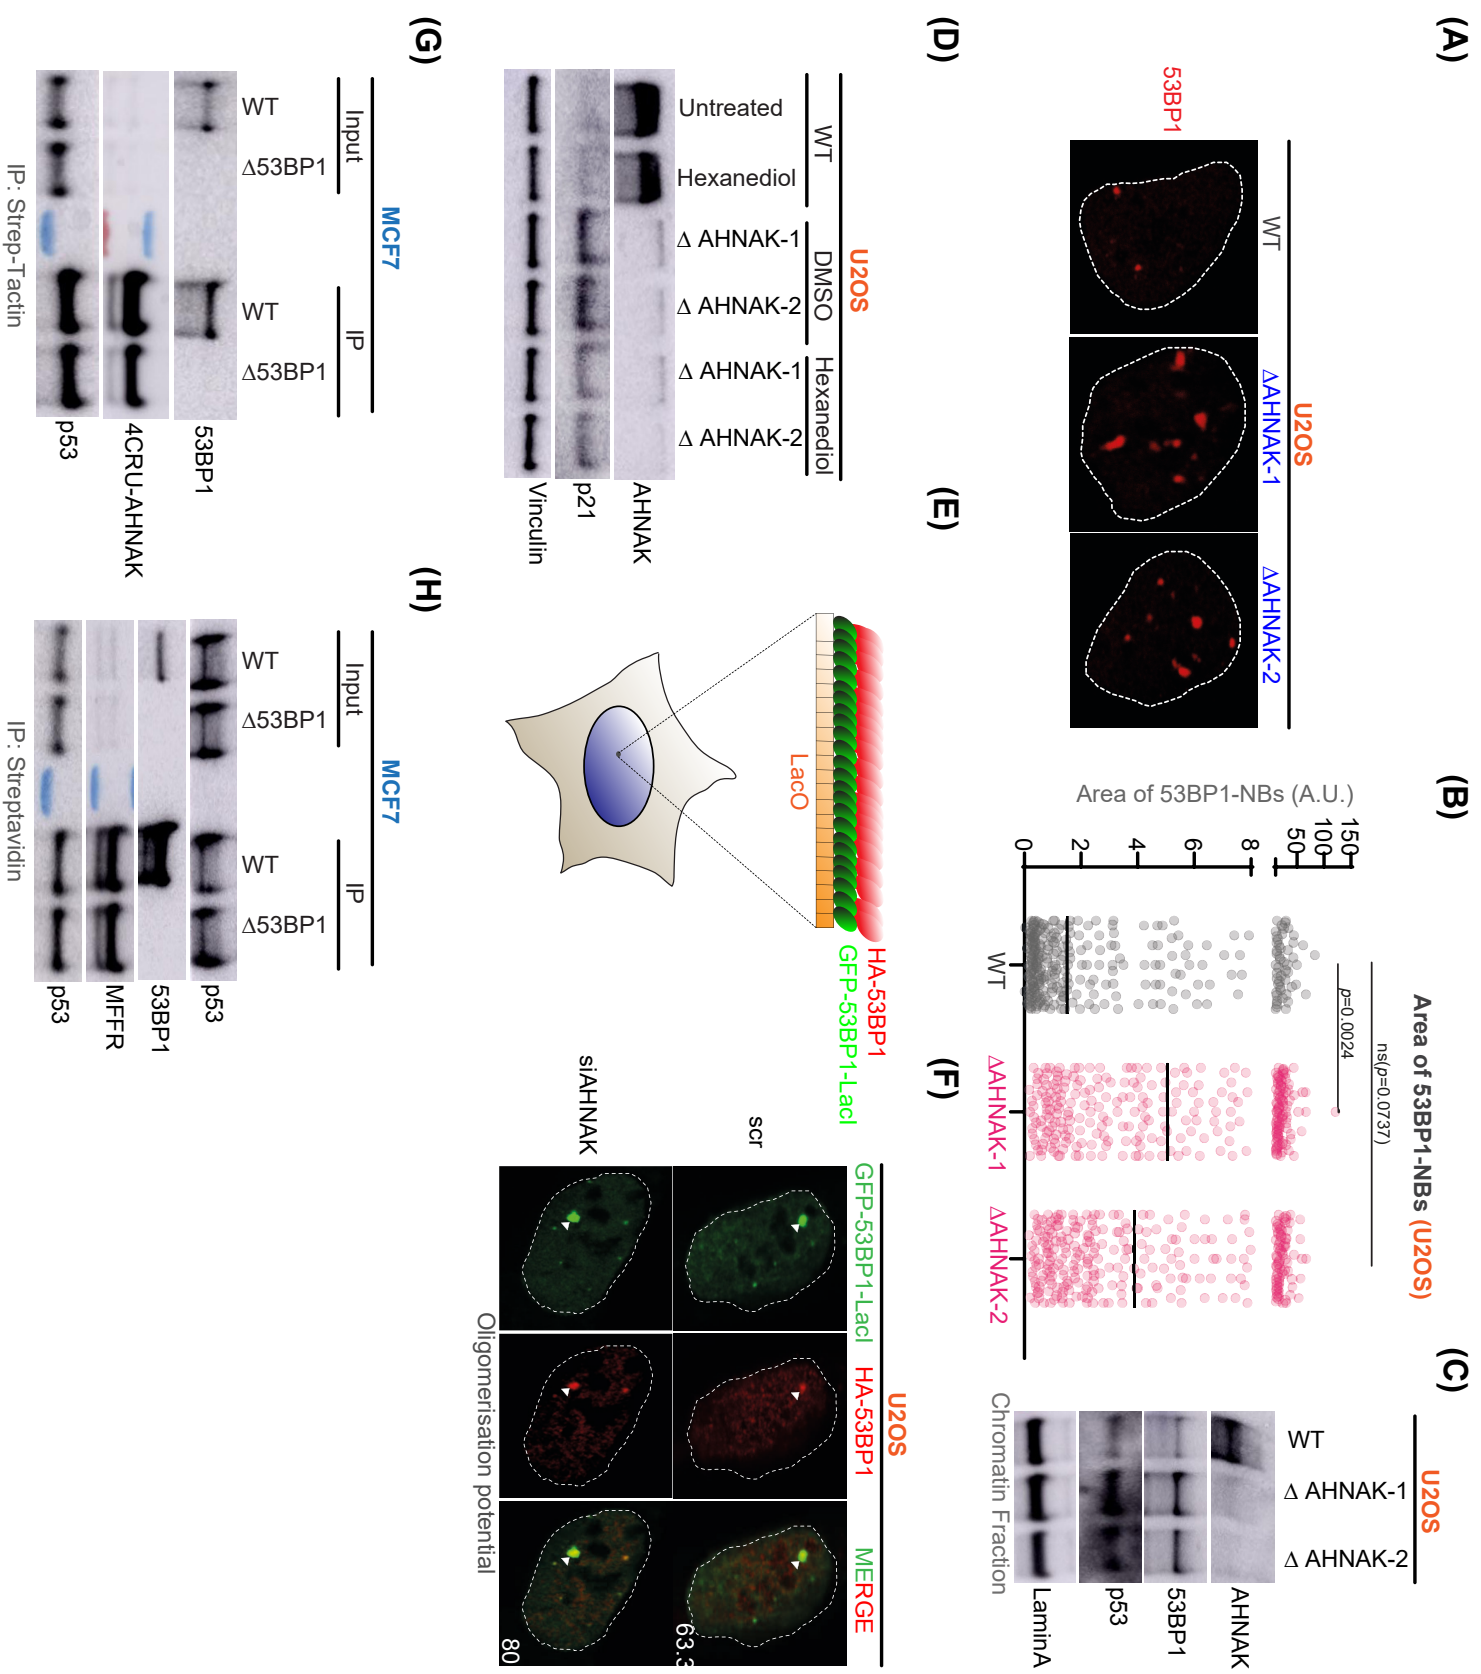 (A)
U2OS
WT
ΔAHNAK-1
ΔAHNAK-2
53BP1
(B)
Area of 53BP1-NBs (U2OS)
ns(p=0.0737)
p=0.0024
Area of 53BP1-NBs (A.U.)
150
100
50
8
6
4
2
0
WT
ΔAHNAK-1
ΔAHNAK-2
(C)
U2OS
WT
Δ AHNAK-1
Δ AHNAK-2
AHNAK
53BP1
p53
LaminA
Chromatin Fraction
(D)
U2OS
WT
DMSO
Hexanediol
Untreated
Hexanediol
Δ AHNAK-1
Δ AHNAK-2
Δ AHNAK-1
Δ AHNAK-2
AHNAK
p21
Vinculin
(E)
HA-53BP1
GFP-53BP1-LacI
LacO
(F)
U2OS
GFP-53BP1-LacI
HA-53BP1
MERGE
scr
63.3
siAHNAK
80
Oligomerisation potential
(G)
MCF7
Input
IP
WT
Δ53BP1
WT
Δ53BP1
53BP1
4CRU-AHNAK
p53
IP: Strep-Tactin
(H)
MCF7
Input
IP
WT
Δ53BP1
WT
Δ53BP1
p53
53BP1
MFFR
p53
IP: Streptavidin